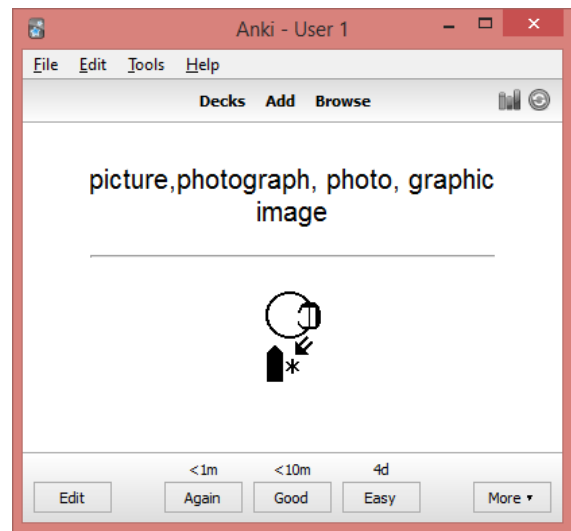 Anki - User 1
File Edit Tools Help
Decks Add Browse
picture,photograph, photo, graphic
image
<1m <10m 4d
Edit Again Good Easy More ▾